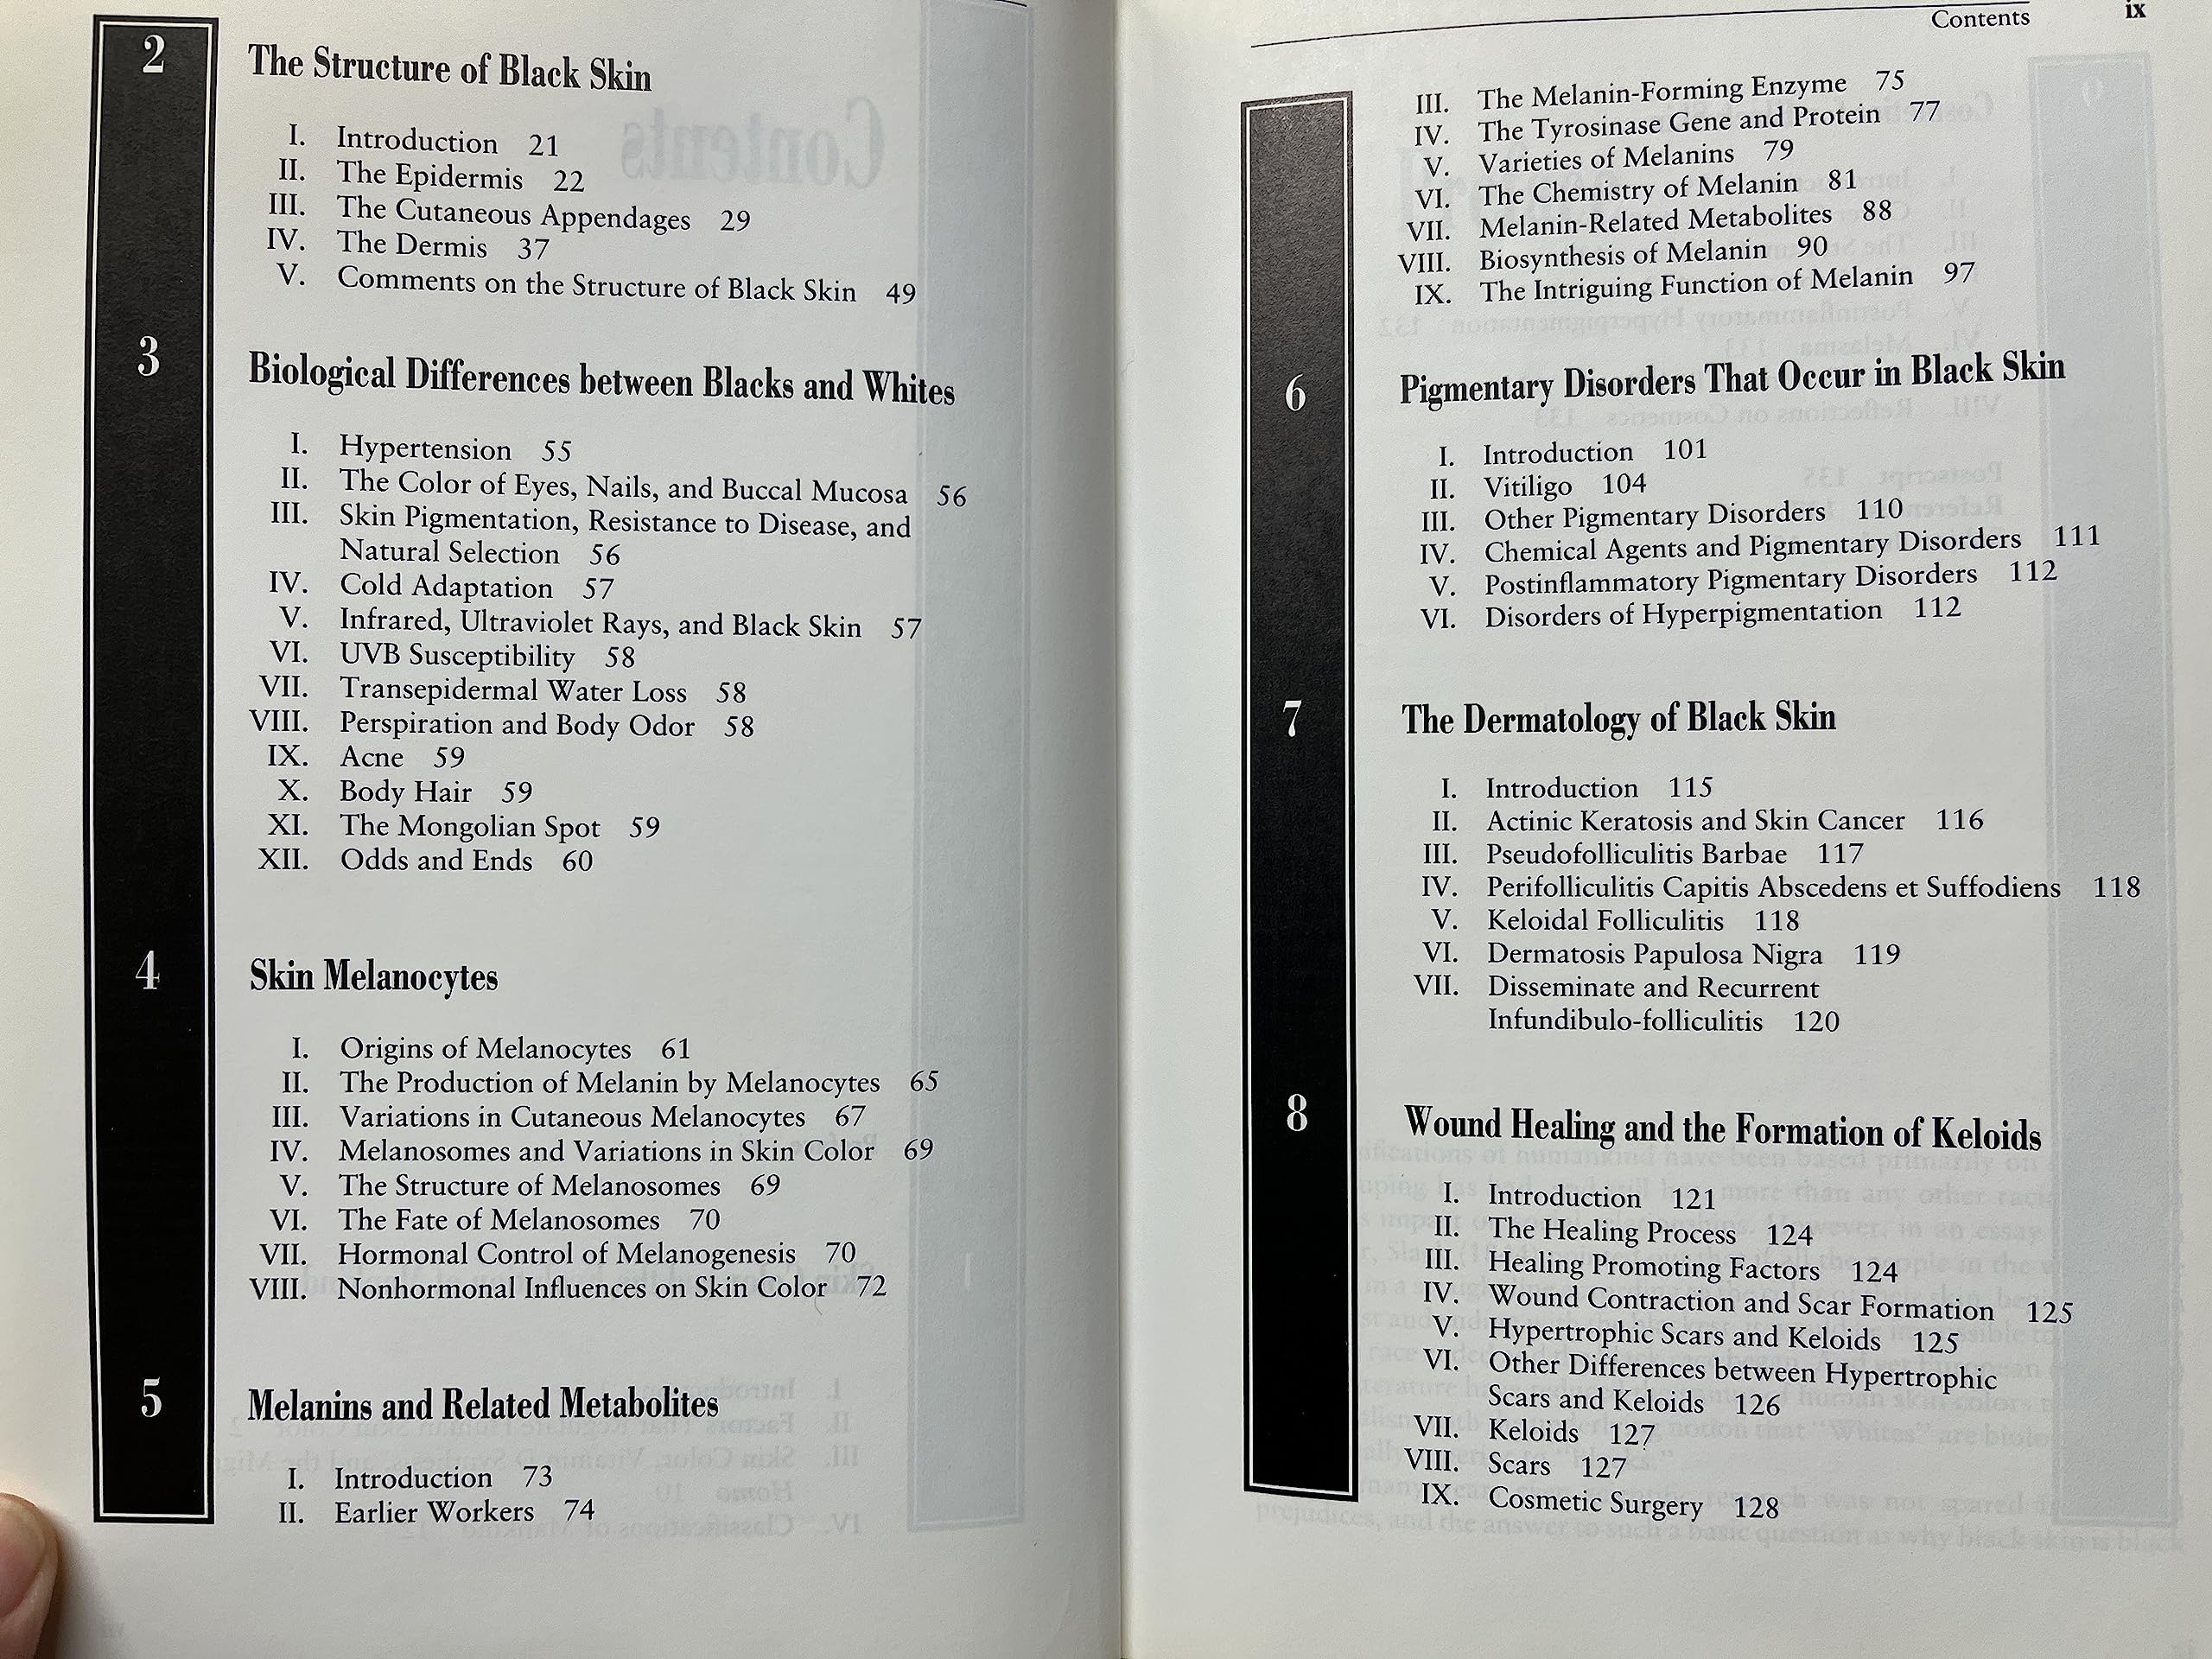 2
The Structure of Black Skin
I. Introduction 21
II. The Epidermis 22
III. The Cutaneous Appendages 29
IV. The Dermis 37
V. Comments on the Structure of Black Skin 49
3
Biological Differences between Blacks and Whites
I. Hypertension 55
II. The Color of Eyes, Nails, and Buccal Mucosa 56
III. Skin Pigmentation, Resistance to Disease, and
Natural Selection 56
IV. Cold Adaptation 57
V. Infrared, Ultraviolet Rays, and Black Skin 57
VI. UVB Susceptibility 58
VII. Transepidermal Water Loss 58
VIII. Perspiration and Body Odor 58
IX. Acne 59
X. Body Hair 59
XI. The Mongolian Spot 59
XII. Odds and Ends 60
4
Skin Melanocytes
I. Origins of Melanocytes 61
II. The Production of Melanin by Melanocytes 65
III. Variations in Cutaneous Melanocytes 67
IV. Melanosomes and Variations in Skin Color 69
V. The Structure of Melanosomes 69
VI. The Fate of Melanosomes 70
VII. Hormonal Control of Melanogenesis 70
VIII. Nonhormonal Influences on Skin Color 72
5
Melanins and Related Metabolites
I. Introduction 73
II. Earlier Workers 74
Contents ix
III. The Melanin-Forming Enzyme 75
IV. The Tyrosinase Gene and Protein 77
V. Varieties of Melanins 79
VI. The Chemistry of Melanin 81
VII. Melanin-Related Metabolites 88
VIII. Biosynthesis of Melanin 90
IX. The Intriguing Function of Melanin 97
6
Pigmentary Disorders That Occur in Black Skin
I. Introduction 101
II. Vitiligo 104
III. Other Pigmentary Disorders 110
IV. Chemical Agents and Pigmentary Disorders 111
V. Postinflammatory Pigmentary Disorders 112
VI. Disorders of Hyperpigmentation 112
7
The Dermatology of Black Skin
I. Introduction 115
II. Actinic Keratosis and Skin Cancer 116
III. Pseudofolliculitis Barbae 117
IV. Perifolliculitis Capitis Abscedens et Suffodiens 118
V. Keloidal Folliculitis 118
VI. Dermatosis Papulosa Nigra 119
VII. Disseminate and Recurrent
Infundibulo-folliculitis 120
8
Wound Healing and the Formation of Keloids
I. Introduction 121
II. The Healing Process 124
III. Healing Promoting Factors 124
IV. Wound Contraction and Scar Formation 125
V. Hypertrophic Scars and Keloids 125
VI. Other Differences between Hypertrophic
Scars and Keloids 126
VII. Keloids 127
VIII. Scars 127
IX. Cosmetic Surgery 128